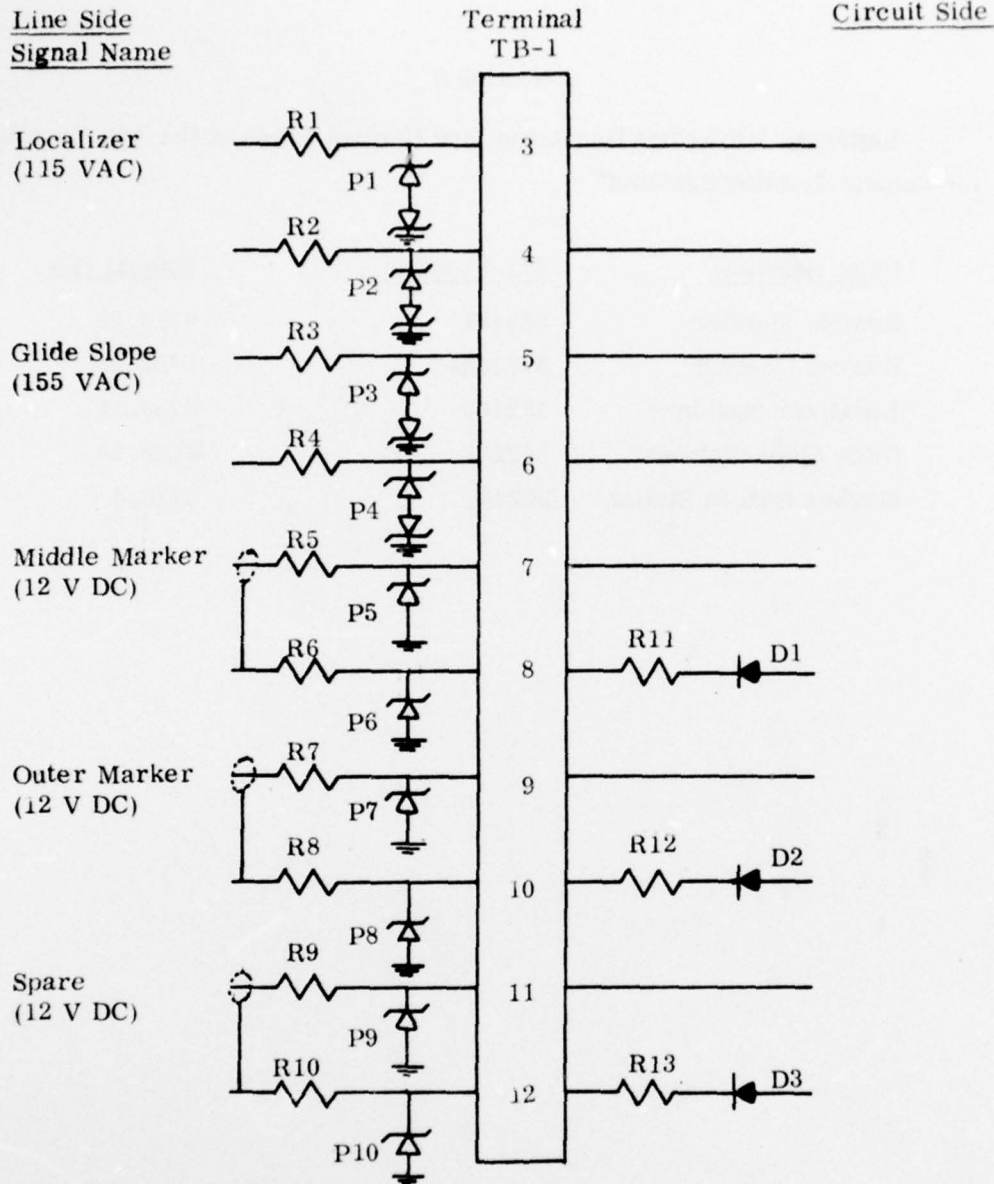 Line Side
Signal Name
Terminal
TB-1
Circuit Side
Localizer
(115 VAC)
R1
P1
3
R2
P2
4
Glide Slope
(155 VAC)
R3
P3
5
R4
P4
6
Middle Marker
(12 V DC)
R5
P5
7
R6
P6
8
R11
D1
Outer Marker
(12 V DC)
R7
P7
9
R8
P8
10
R12
D2
Spare
(12 V DC)
R9
P9
11
R10
P10
12
R13
D3